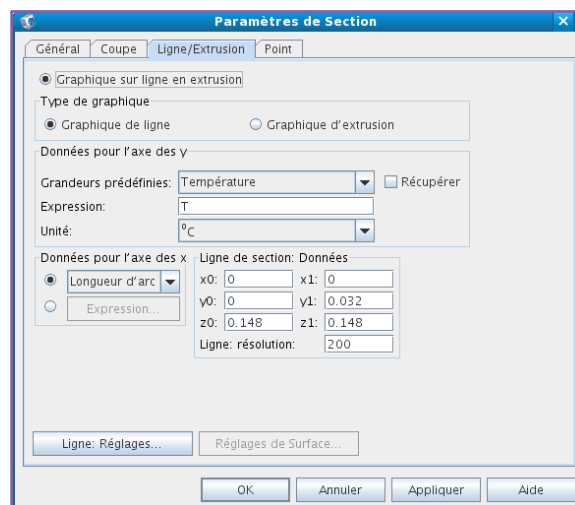 Paramètres de Section
Général Coupe Ligne/Extrusion Point
Graphique sur ligne en extrusion
Type de graphique
Graphique de ligne Graphique d'extrusion
Données pour l'axe des y
Grandeurs prédéfinies: Température Récupérer
Expression: T
Unité: °C
Données pour l'axe des x Ligne de section: Données
Longueur d'arc x0: 0 x1: 0
Expression... y0: 0 y1: 0.032
z0: 0.148 z1: 0.148
Ligne: résolution: 200
Ligne: Réglages... Réglages de Surface...
OK Annuler Appliquer Aide